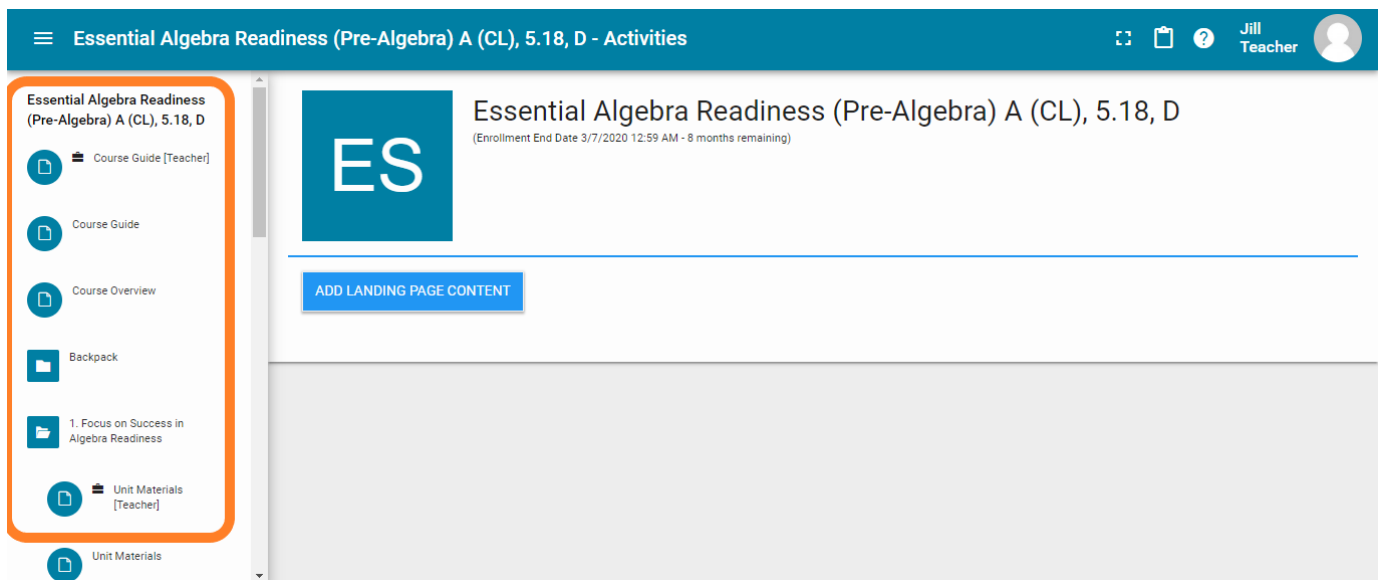 Essential Algebra Readiness (Pre-Algebra) A (CL), 5.18, D - Activities
?
Jill
Teacher
Essential Algebra Readiness
(Pre-Algebra) A (CL), 5.18, D
Course Guide [Teacher]
Course Guide
Course Overview
Backpack
1. Focus on Success in
Algebra Readiness
Unit Materials
[Teacher]
Unit Materials
ES
Essential Algebra Readiness (Pre-Algebra) A (CL), 5.18, D
(Enrollment End Date 3/7/2020 12:59 AM - 8 months remaining)
ADD LANDING PAGE CONTENT